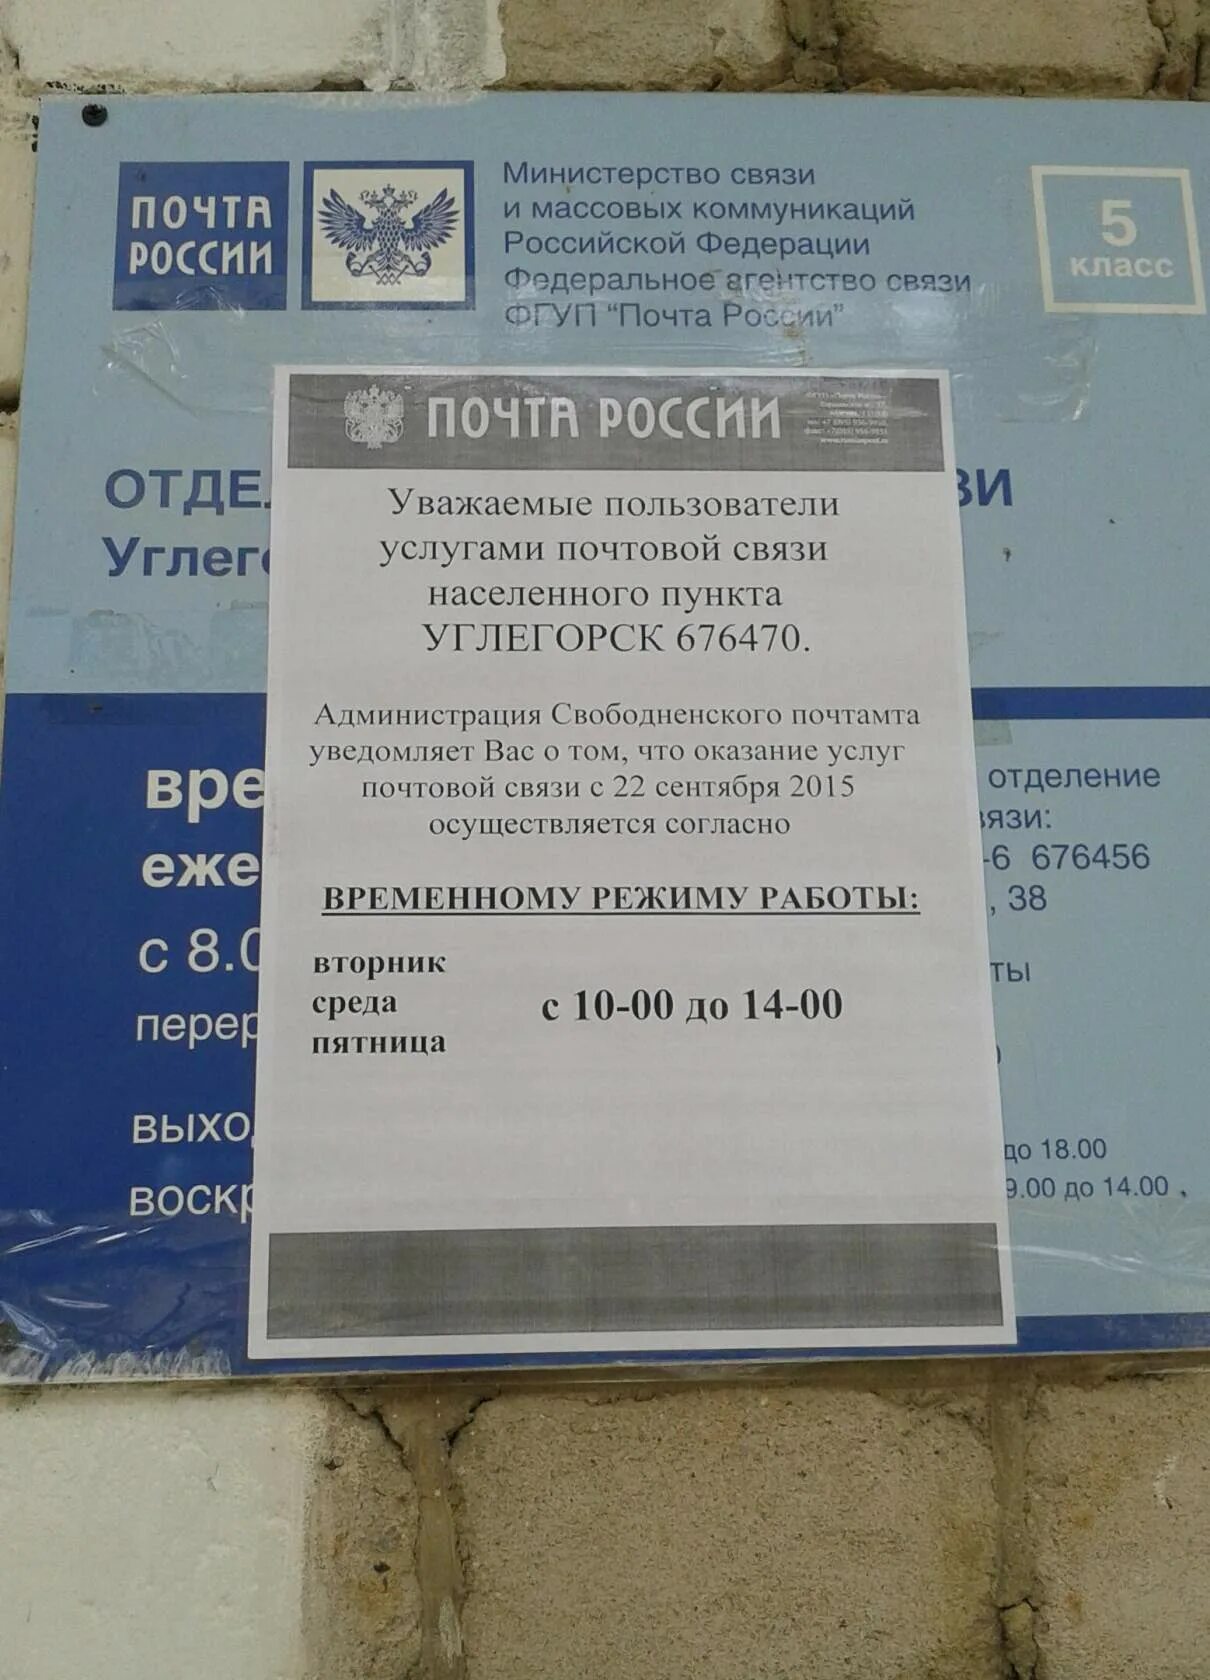 ПОЧТА
РОССИИ
Министерство связи
и массовых коммуникаций
Российской Федерации
Федеральное агентство связи
ФГУП "Почта России"
5
класс
ПОЧТА РОССИИ
Уважаемые пользователи
услугами почтовой связи
населенного пункта
УГЛЕГОРСК 676470.
Администрация Свободненского почтамта
уведомляет Вас о том, что оказание услуг
почтовой связи с 22 сентября 2015
осуществляется согласно
ВРЕМЕННОМУ РЕЖИМУ РАБОТЫ:
вторник
среда
пятница
с 10-00 до 14-00
ОТДЕ
ЗИ
Углег
вре
еже
с 8.0
перер
выхо
воскр
отделение
вязи:
-6 676456
, 38
ты
до 18.00
9.00 до 14.00